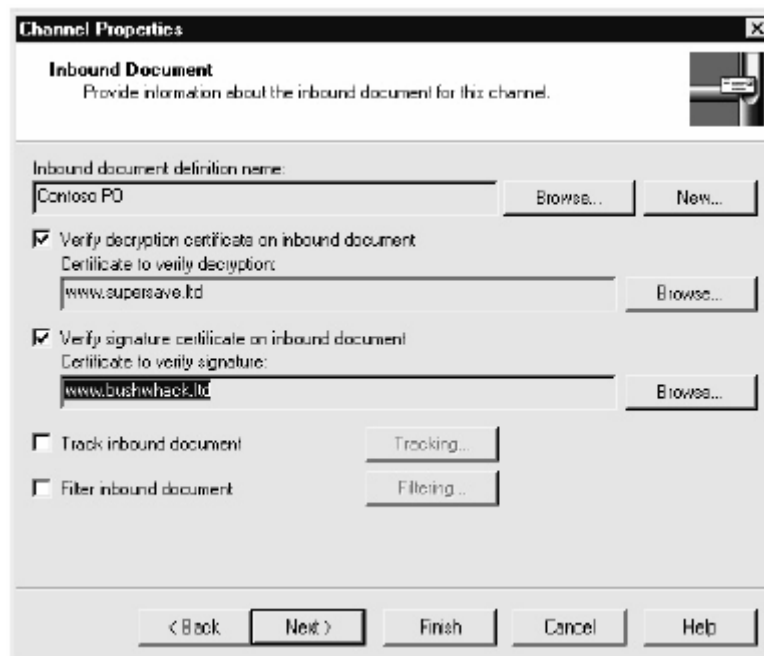 Channel Properties
Inbound Document
Provide information about the inbound document for this channel.
Inbound document definition name:
Contoso PO
Browse...
New...
Verify decryption certificate on inbound document
Certificate to verify decryption:
www.supersave.ltd
Browse...
Verify signature certificate on inbound document
Certificate to verify signature:
www.bushwhack.ltd
Browse...
Track inbound document
Tracking...
Filter inbound document
Filtering...
< Back
Next >
Finish
Cancel
Help